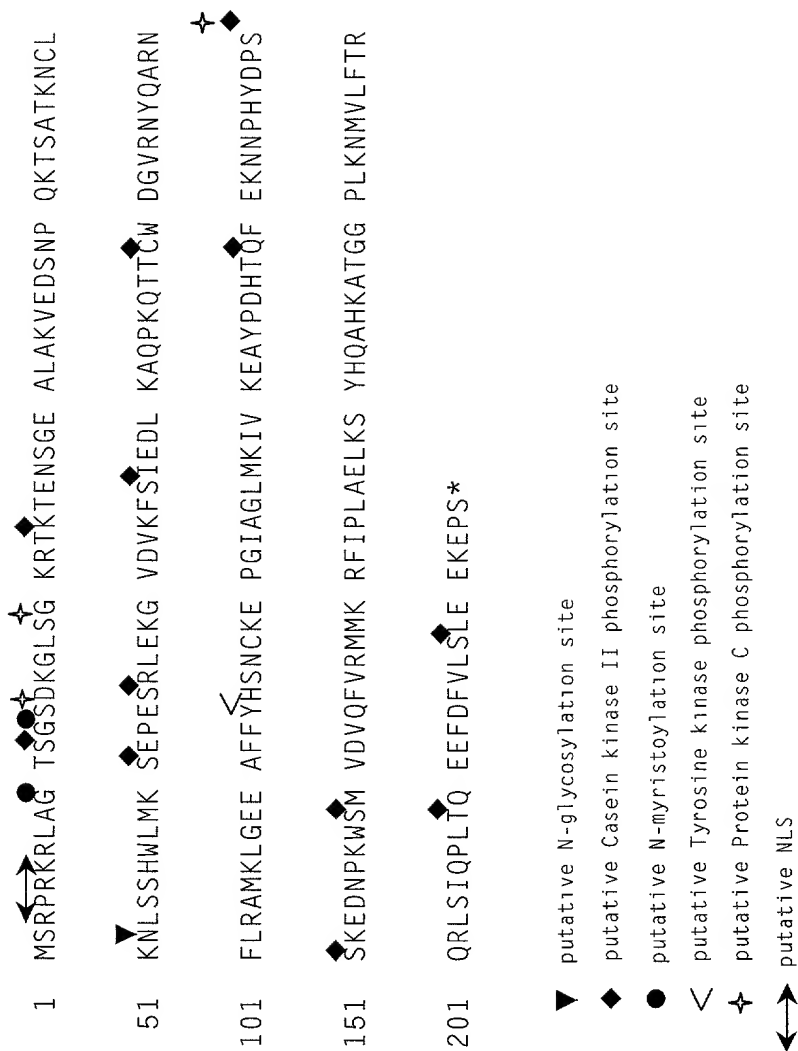 1 MSRPRKRLAG TSGSDKGLSG KRTKTENSGE ALAKVEDSNP QKTSATKNCL
51 KNLSSHWLMK SEPESRLEKG VDVKFSIEDL KAQPKQTTCW DGVRNYQARN
101 FLRAMKLGEE AFFYHSNCKE PGIAGLMKIV KEAYPDHTQF EKNNPHYDPS
151 SKEDNPKWSM VDVQFVRMMK RFIPLAELKS YHQAHKATGG PLKNMVLFTR
201 QRLSIQPLTQ EEFDFVLSLE EKEPS*
putative N-glycosylation site
putative Casein kinase II phosphorylation site
putative N-myristoylation site
putative Tyrosine kinase phosphorylation site
putative Protein kinase C phosphorylation site
putative NLS